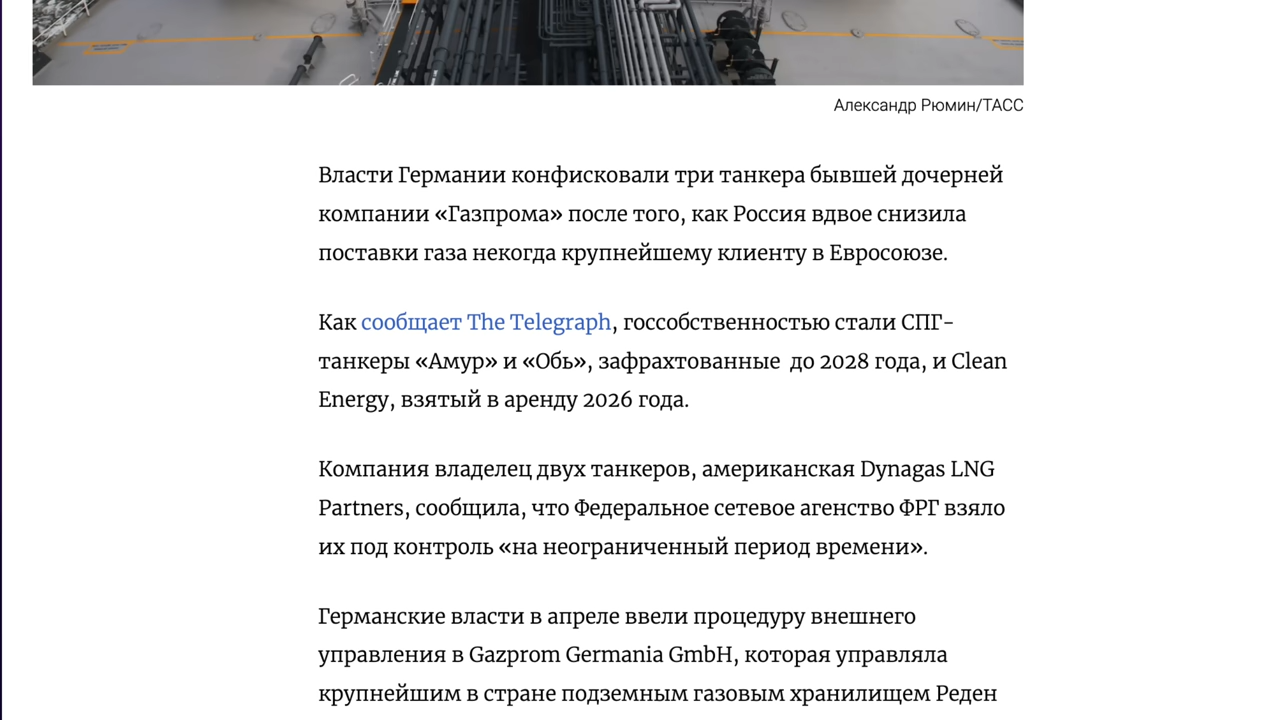 Александр Рюмин/ТАСС
Власти Германии конфисковали три танкера бывшей дочерней
компании «Газпрома» после того, как Россия вдвое снизила
поставки газа некогда крупнейшему клиенту в Евросоюзе.
Как сообщает The Telegraph, госсобственностью стали СПГ-
танкеры «Амур» и «Обь», зафрахтованные  до 2028 года, и Clean
Energy, взятый в аренду 2026 года.
Компания владелец двух танкеров, американская Dynagas LNG
Partners, сообщила, что Федеральное сетевое агенство ФРГ взяло
их под контроль «на неограниченный период времени».
Германские власти в апреле ввели процедуру внешнего
управления в Gazprom Germania GmbH, которая управляла
крупнейшим в стране подземным газовым хранилищем Реден